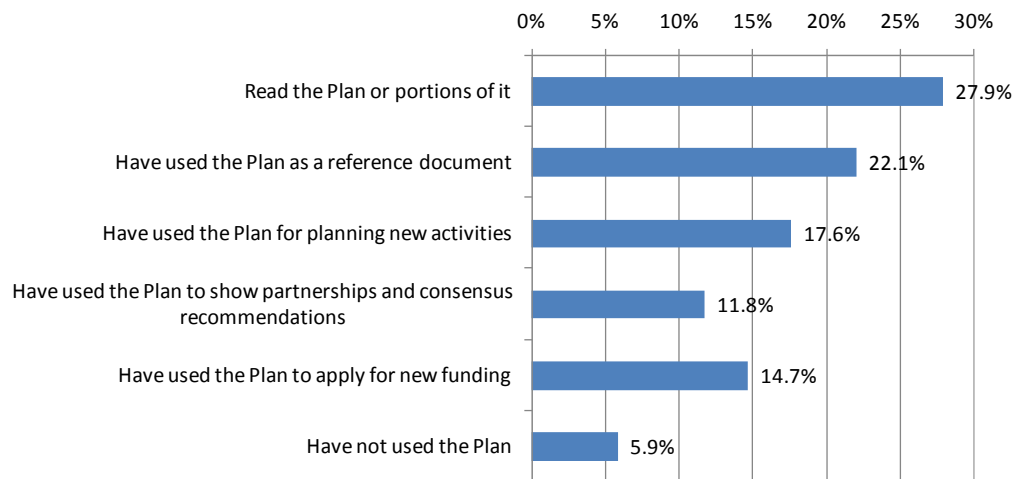 0% 5% 10% 15% 20% 25% 30%
Read the Plan or portions of it 27.9%
Have used the Plan as a reference document 22.1%
Have used the Plan for planning new activities 17.6%
Have used the Plan to show partnerships and consensus
recommendations 11.8%
Have used the Plan to apply for new funding 14.7%
Have not used the Plan 5.9%